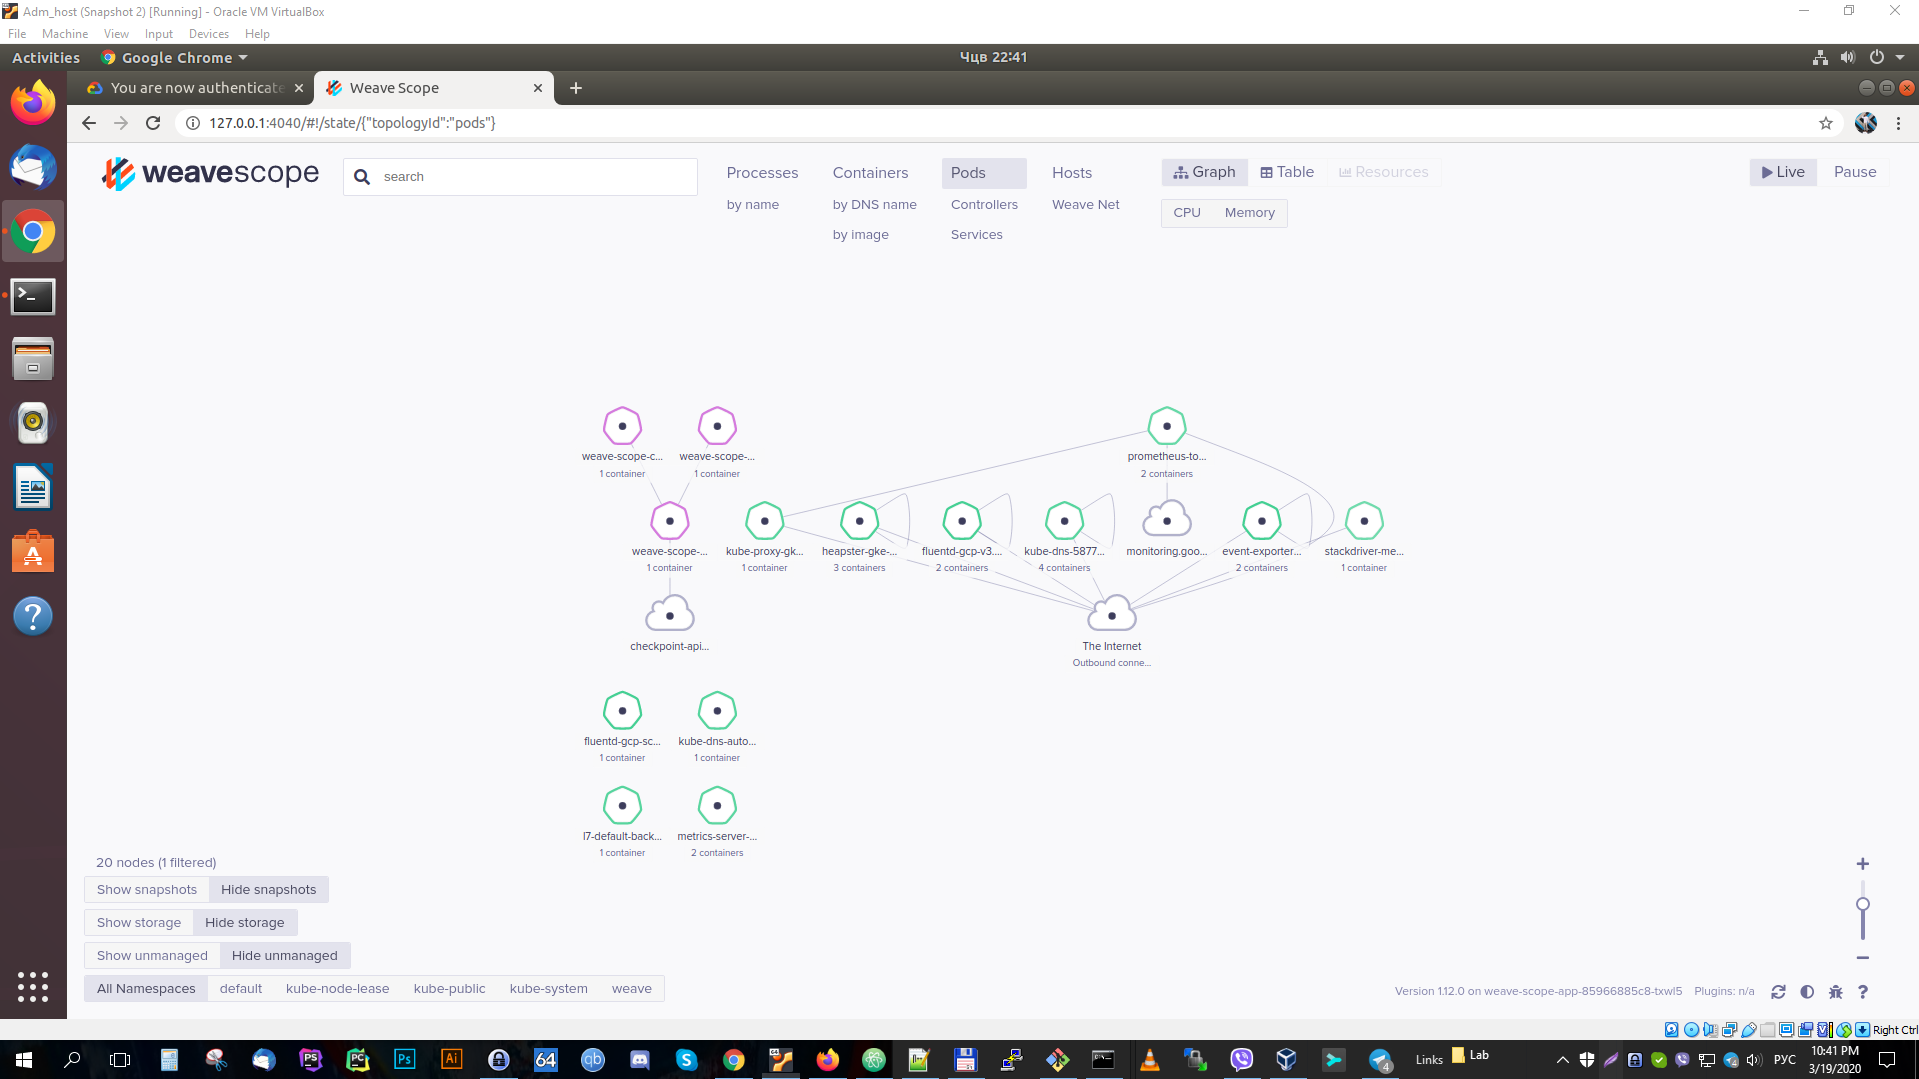 Adm_host (Snapshot 2) [Running] - Oracle VM VirtualBox
File Machine View Input Devices Help
Activities Google Chrome Чцв 22:41
You are now authenticate Weave Scope
127.0.0.1:4040/#!/state/{"topologyId":"pods"}
weavescope search Processes Containers Pods Hosts Graph Table Resources Live Pause
by name by DNS name Controllers Weave Net CPU Memory
by image Services
weave-scope-c... weave-scope-... prometheus-to...
1 container 1 container 2 containers
weave-scope-... kube-proxy-gk... heapster-gke-... fluentd-gcp-v3.... kube-dns-5877... monitoring.goo... event-exporter... stackdriver-me...
1 container 1 container 3 containers 2 containers 4 containers 2 containers 1 container
checkpoint-api... The Internet
Outbound conne...
fluentd-gcp-sc... kube-dns-auto...
1 container 1 container
l7-default-back... metrics-server-...
1 container 2 containers
20 nodes (1 filtered)
Show snapshots Hide snapshots
Show storage Hide storage
Show unmanaged Hide unmanaged
All Namespaces default kube-node-lease kube-public kube-system weave
Version 1.12.0 on weave-scope-app-85966885c8-txwl5 Plugins: n/a
Right Ctrl
PS PC Ps Ai 64 qb 4 Links Lab 4 РУС 10:41 PM
3/19/2020